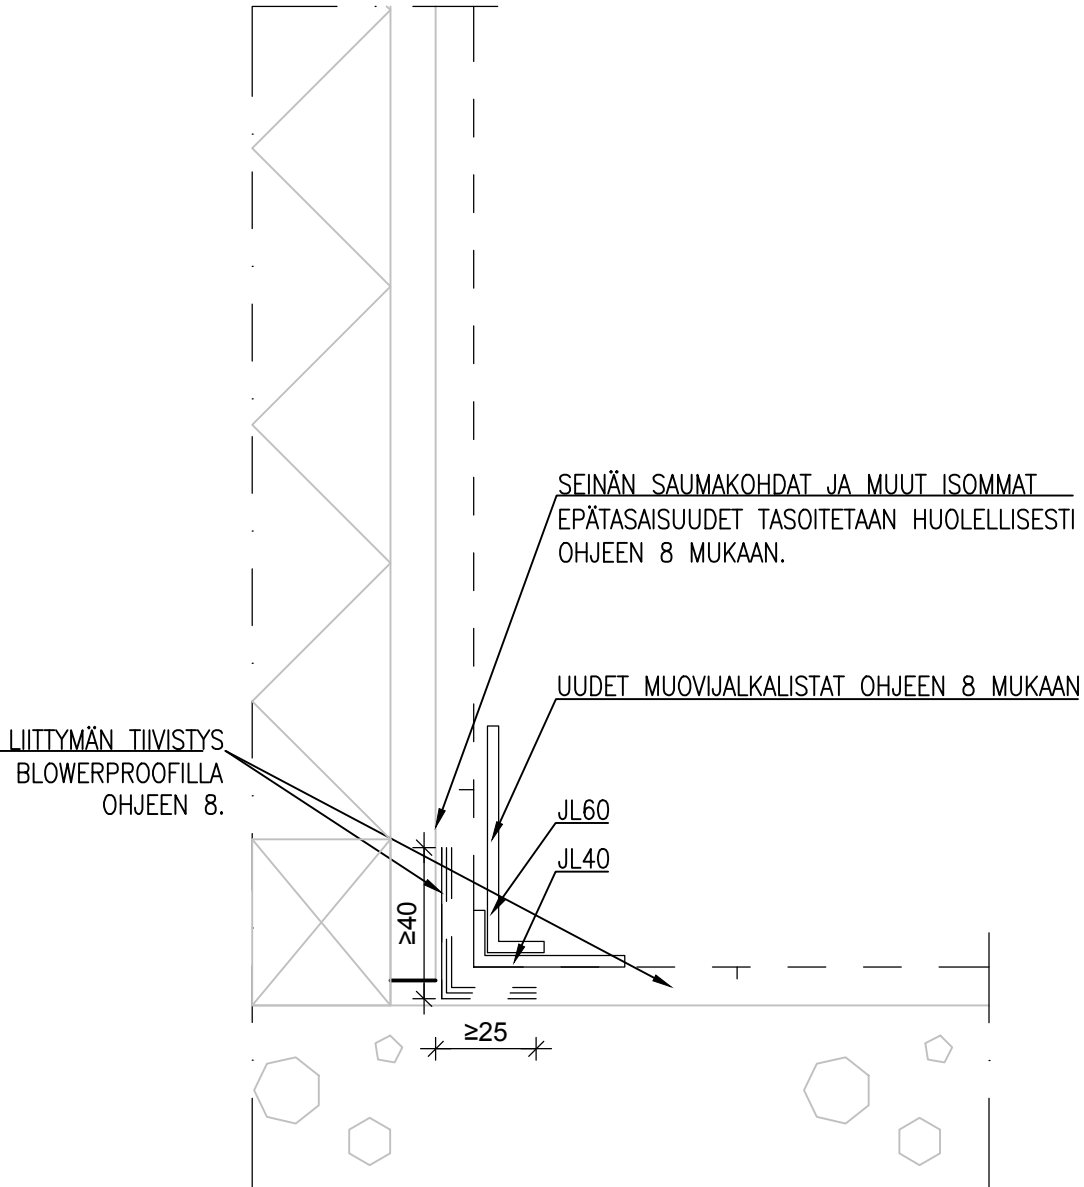 SEINÄN SAUMAKOHDAT JA MUUT ISOMMAT
EPÄTASAISUUDET TASOITETAAN HUOLELLISESTI
OHJEEN 8 MUKAAN.
UUDET MUOVIJALKALISTAT OHJEEN 8 MUKAAN
LIITTYMÄN TIIVISTYS
BLOWERPROOFILLA
OHJEEN 8.
JL60
JL40
≥40
≥25